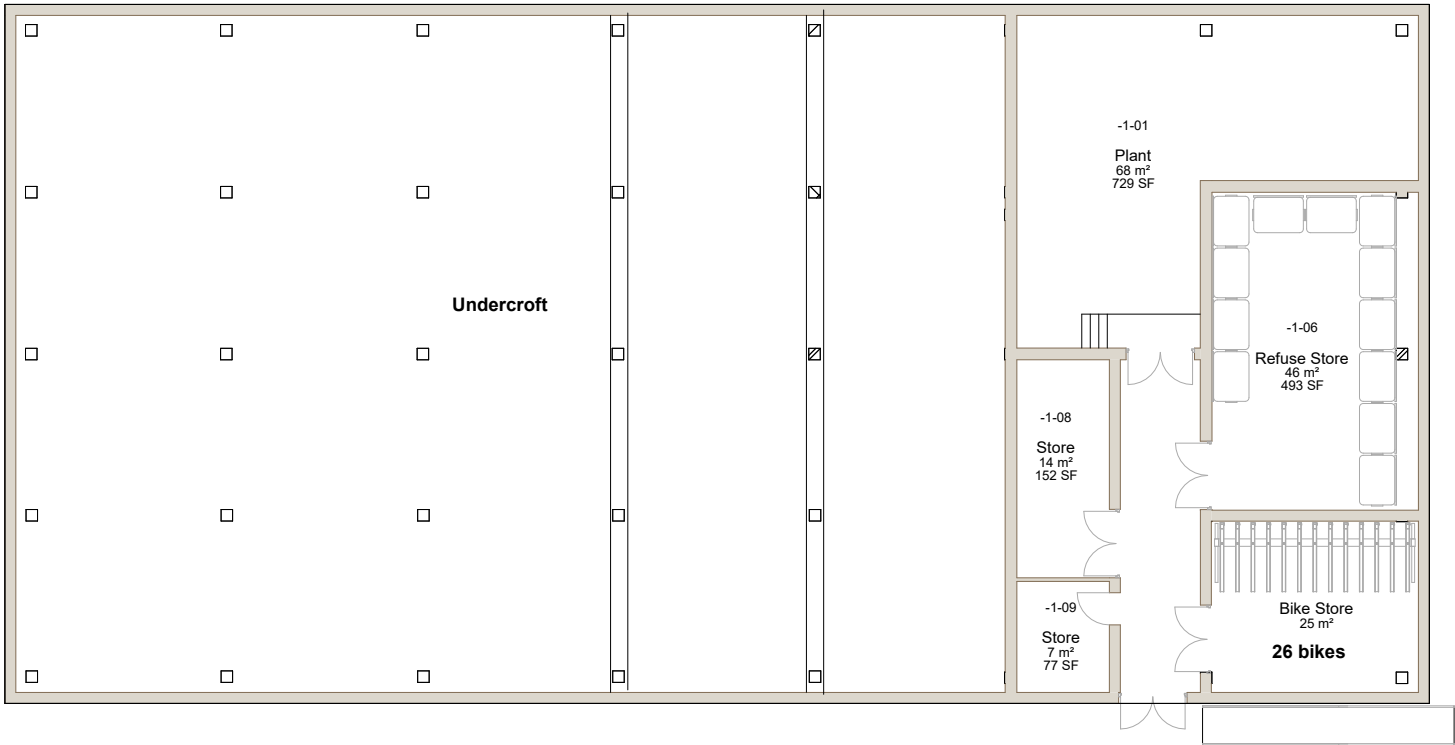 -1-01
Plant
68 m²
729 SF
Undercroft
-1-06
Refuse Store
46 m²
493 SF
-1-08
Store
14 m²
152 SF
-1-09
Store
7 m²
77 SF
Bike Store
25 m²
26 bikes